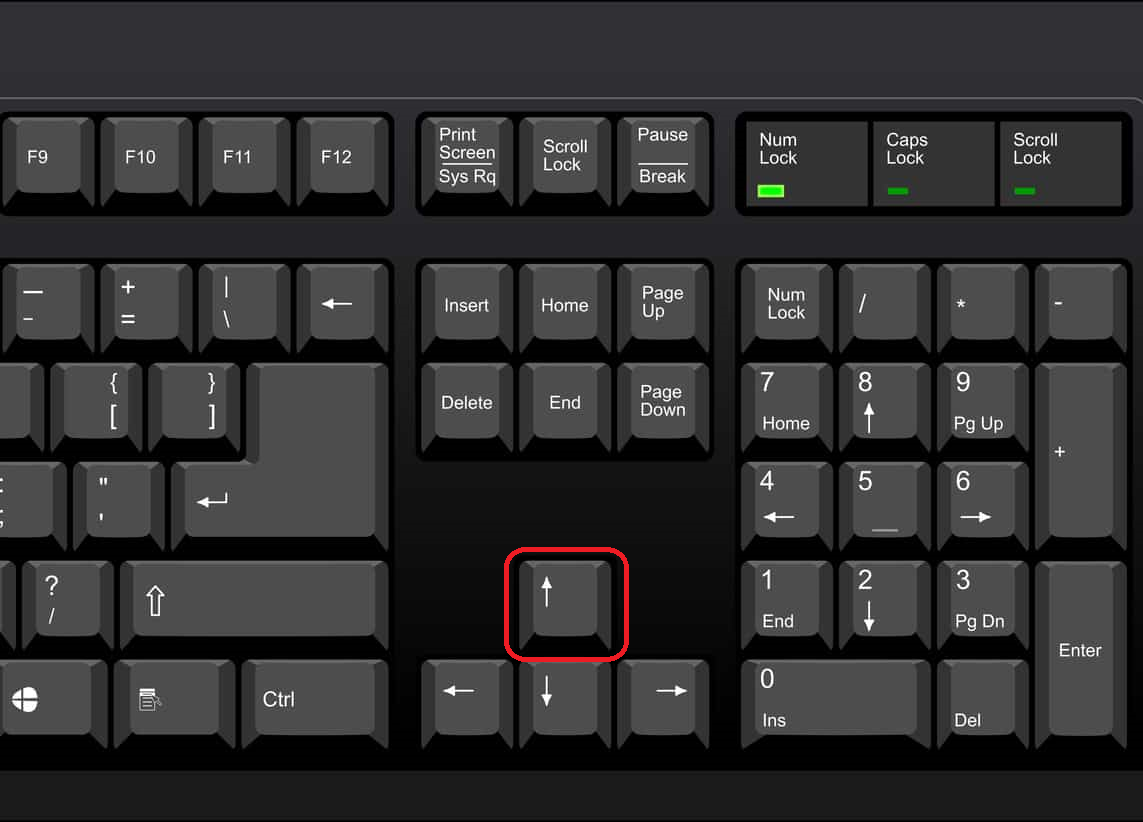 F9
F10
F11
F12
Print
Screen
Sys Rq
Scroll
Lock
Pause
Break
Num
Lock
Caps
Lock
Scroll
Lock
—
-
+
=
|
\
←
Insert
Home
Page
Up
Num
Lock
/
*
-
{
[
}
]
Delete
End
Page
Down
7
Home
8
↑
9
Pg Up
+
:
;
"
'
↵
4
←
5
_
6
→
?
/
⇧
↑
1
End
2
↓
3
Pg Dn
Enter
Ctrl
←
↓
→
0
Ins
Del